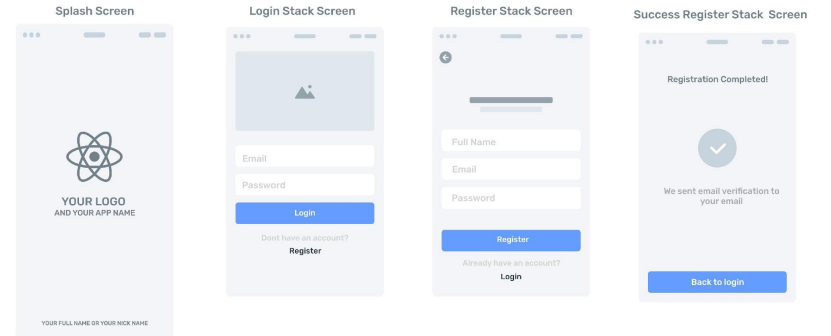 Splash Screen
YOUR LOGO
AND YOUR APP NAME
YOUR FULL NAME OR YOUR NICK NAME
Login Stack Screen
Email
Password
Login
Dont have an account?
Register
Register Stack Screen
Full Name
Email
Password
Register
Already have an account?
Login
Success Register Stack Screen
Registration Completed!
We sent email verification to
your email
Back to login